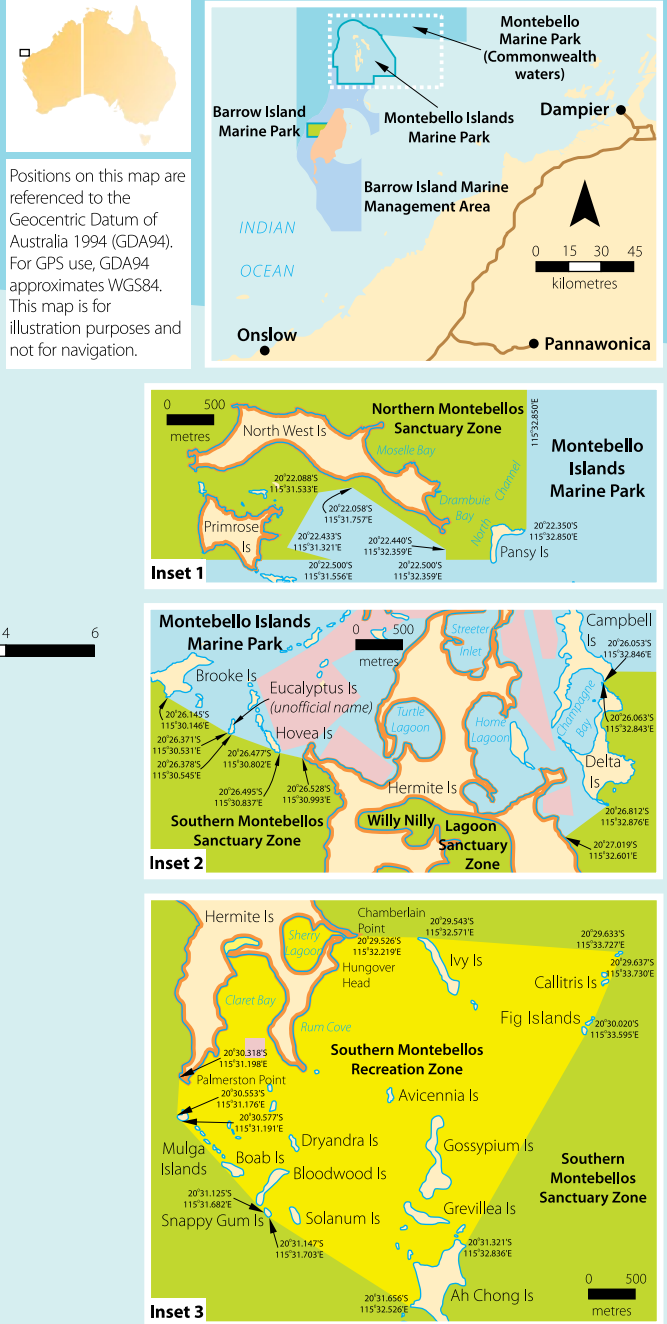 Positions on this map are
referenced to the
Geocentric Datum of
Australia 1994 (GDA94).
For GPS use, GDA94
approximates WGS84.
This map is for
illustration purposes and
not for navigation.
Montebello
Marine Park
(Commonwealth
waters)
Barrow Island
Marine Park
Montebello Islands
Marine Park
Dampier
Barrow Island Marine
Management Area
INDIAN
OCEAN
0 15 30 45
kilometres
Onslow
Pannawonica
0 500
metres
Northern Montebellos
Sanctuary Zone
115°32.850'E
North West Is
Moselle Bay
Montebello
Islands
Marine Park
20°22.088'S
115°31.533'E
20°22.058'S
115°31.757'E
Drambuie
Bay
North Channel
Primrose
Is
20°22.433'S
115°31.321'E
20°22.440'S
115°32.359'E
20°22.350'S
115°32.850'E
Pansy Is
20°22.500'S
115°31.556'E
20°22.500'S
115°32.359'E
Inset 1
4 6
Montebello Islands
Marine Park
0 500
metres
Streeter
Inlet
Campbell
Is
20°26.053'S
115°32.846'E
Brooke Is
Eucalyptus Is
(unofficial name)
Hovea Is
Turtle
Lagoon
Home
Lagoon
Champagne
Bay
20°26.145'S
115°30.146'E
20°26.063'S
115°32.843'E
20°26.371'S
115°30.531'E
20°26.378'S
115°30.545'E
20°26.477'S
115°30.802'E
Delta
Is
20°26.495'S
115°30.837'E
20°26.528'S
115°30.993'E
Hermite Is
20°26.812'S
115°32.876'E
Southern Montebellos
Sanctuary Zone
Willy Nilly Lagoon
Sanctuary
Zone
20°27.019'S
115°32.601'E
Inset 2
Hermite Is
Chamberlain
Point
20°29.526'S
115°32.219'E
20°29.543'S
115°32.571'E
20°29.633'S
115°33.727'E
Sherry
Lagoon
Hungover
Head
Ivy Is
20°29.637'S
115°33.730'E
Callitris Is
Claret Bay
Rum Cove
Fig Islands
20°30.020'S
115°33.595'E
20°30.318'S
115°31.198'E
Southern Montebellos
Recreation Zone
Palmerston Point
20°30.553'S
115°31.176'E
20°30.577'S
115°31.191'E
Avicennia Is
Mulga
Islands
Dryandra Is
Boab Is
Bloodwood Is
Gossypium Is
Southern
Montebellos
Sanctuary Zone
20°31.125'S
115°31.682'E
Snappy Gum Is
Solanum Is
Grevillea Is
20°31.147'S
115°31.703'E
20°31.321'S
115°32.836'E
20°31.656'S
115°32.526'E
Ah Chong Is
0 500
metres
Inset 3